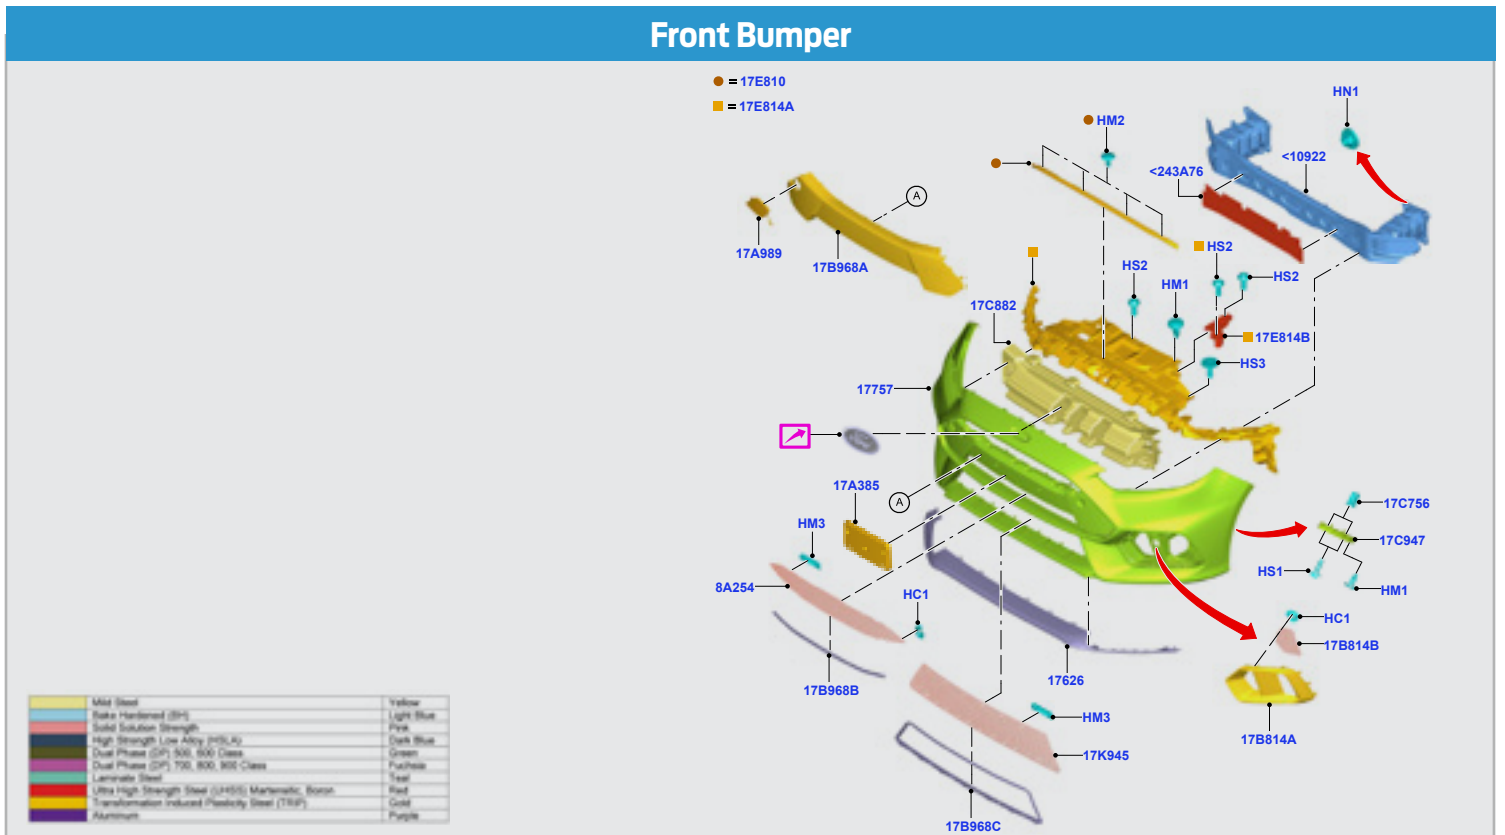 Front Bumper
= 17E810
= 17E814A
HN1
HM2
<10922
<243A76
A
17A989
17B968A
HS2
HS2
HS2
HM1
17C882
17E814B
HS3
17757
17A385
A
17C756
HM3
17C947
HS1
8A254
HC1
HM1
HC1
17B814B
17B968B
17626
HM3
17B814A
17K945
17B968C
Mild Steel Yellow
Bake Hardened (BH) Light Blue
Solid Solution Strength Pink
High Strength Low Alloy (HSLA) Dark Blue
Dual Phase (DP) 500, 600 Class Green
Dual Phase (DP) 700, 800, 900 Class Fuchsia
Laminate Steel Teal
Ultra High Strength Steel (UHSS) Martensitic, Boron Red
Transformation Induced Plasticity Steel (TRIP) Gold
Aluminum Purple